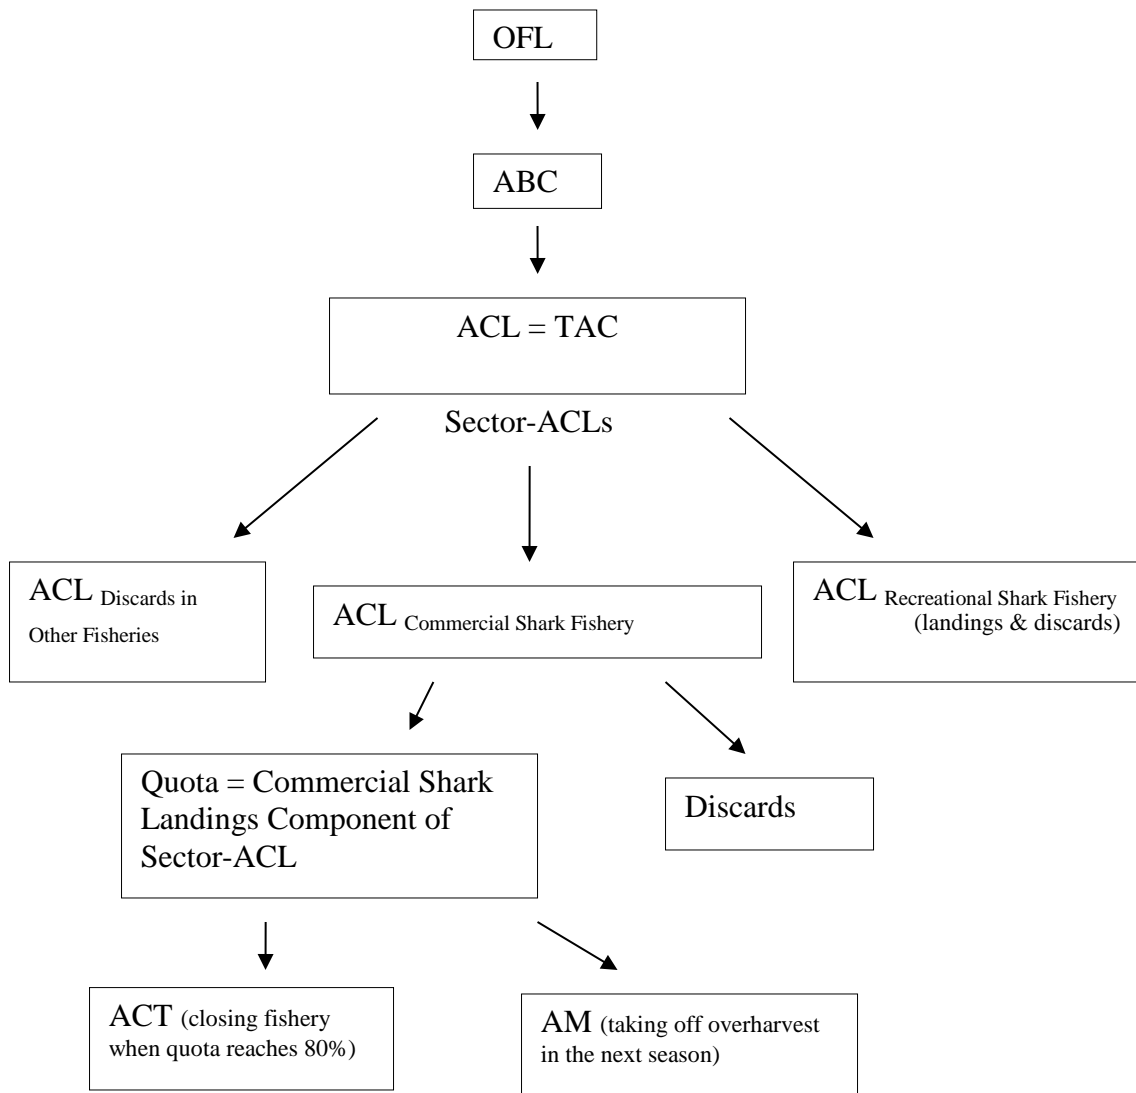 OFL
ABC
ACL = TAC
Sector-ACLs
ACL Discards in
Other Fisheries
ACL Commercial Shark Fishery
ACL Recreational Shark Fishery
(landings & discards)
Quota = Commercial Shark
Landings Component of
Sector-ACL
Discards
ACT (closing fishery
when quota reaches 80%)
AM (taking off overharvest
in the next season)